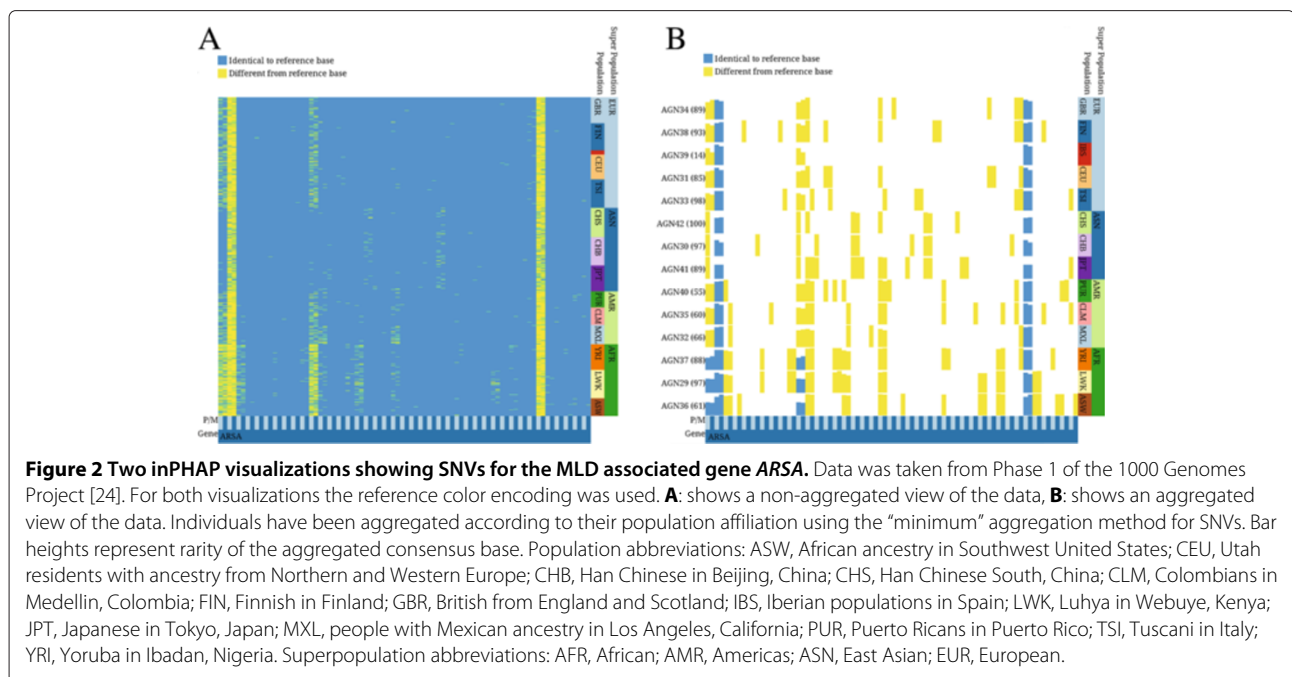 A
Identical to reference base
Different from reference base
Super Population
Population
GBR
FIN
CEU
TSI
CHS
CHB
JPT
PUR
CLM
MXL
YRI
LWK
ASW
EUR
ASN
AMR
AFR
P/M
Gene
ARSA
B
Identical to reference base
Different from reference base
Super Population
Population
AGN34 (89)
AGN38 (93)
AGN39 (14)
AGN31 (85)
AGN33 (98)
AGN42 (100)
AGN30 (97)
AGN41 (89)
AGN40 (55)
AGN35 (60)
AGN32 (66)
AGN37 (88)
AGN29 (97)
AGN36 (61)
GBR
FIN
IBS
CEU
TSI
CHS
CHB
JPT
PUR
CLM
MXL
YRI
LWK
ASW
EUR
ASN
AMR
AFR
P/M
Gene
ARSA
Figure 2 Two inPHAP visualizations showing SNVs for the MLD associated gene ARSA. Data was taken from Phase 1 of the 1000 Genomes
Project [24]. For both visualizations the reference color encoding was used. A: shows a non-aggregated view of the data, B: shows an aggregated
view of the data. Individuals have been aggregated according to their population affiliation using the “minimum” aggregation method for SNVs. Bar
heights represent rarity of the aggregated consensus base. Population abbreviations: ASW, African ancestry in Southwest United States; CEU, Utah
residents with ancestry from Northern and Western Europe; CHB, Han Chinese in Beijing, China; CHS, Han Chinese South, China; CLM, Colombians in
Medellin, Colombia; FIN, Finnish in Finland; GBR, British from England and Scotland; IBS, Iberian populations in Spain; LWK, Luhya in Webuye, Kenya;
JPT, Japanese in Tokyo, Japan; MXL, people with Mexican ancestry in Los Angeles, California; PUR, Puerto Ricans in Puerto Rico; TSI, Tuscani in Italy;
YRI, Yoruba in Ibadan, Nigeria. Superpopulation abbreviations: AFR, African; AMR, Americas; ASN, East Asian; EUR, European.